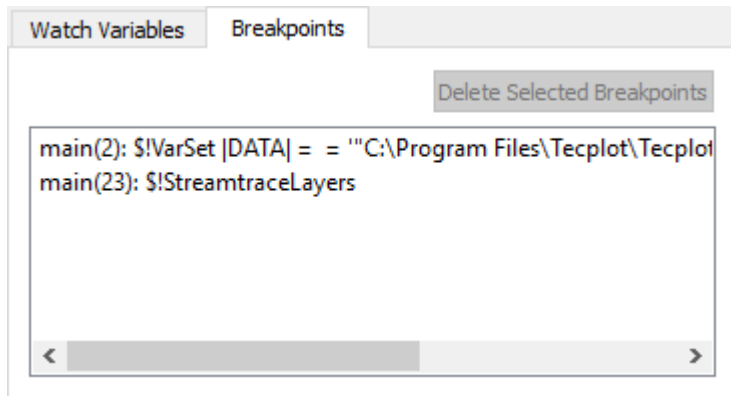 Watch Variables
Breakpoints
Delete Selected Breakpoints
main(2): $!VarSet |DATA| = = '"C:\Program Files\Tecplot\Tecplot
main(23): $!StreamtraceLayers